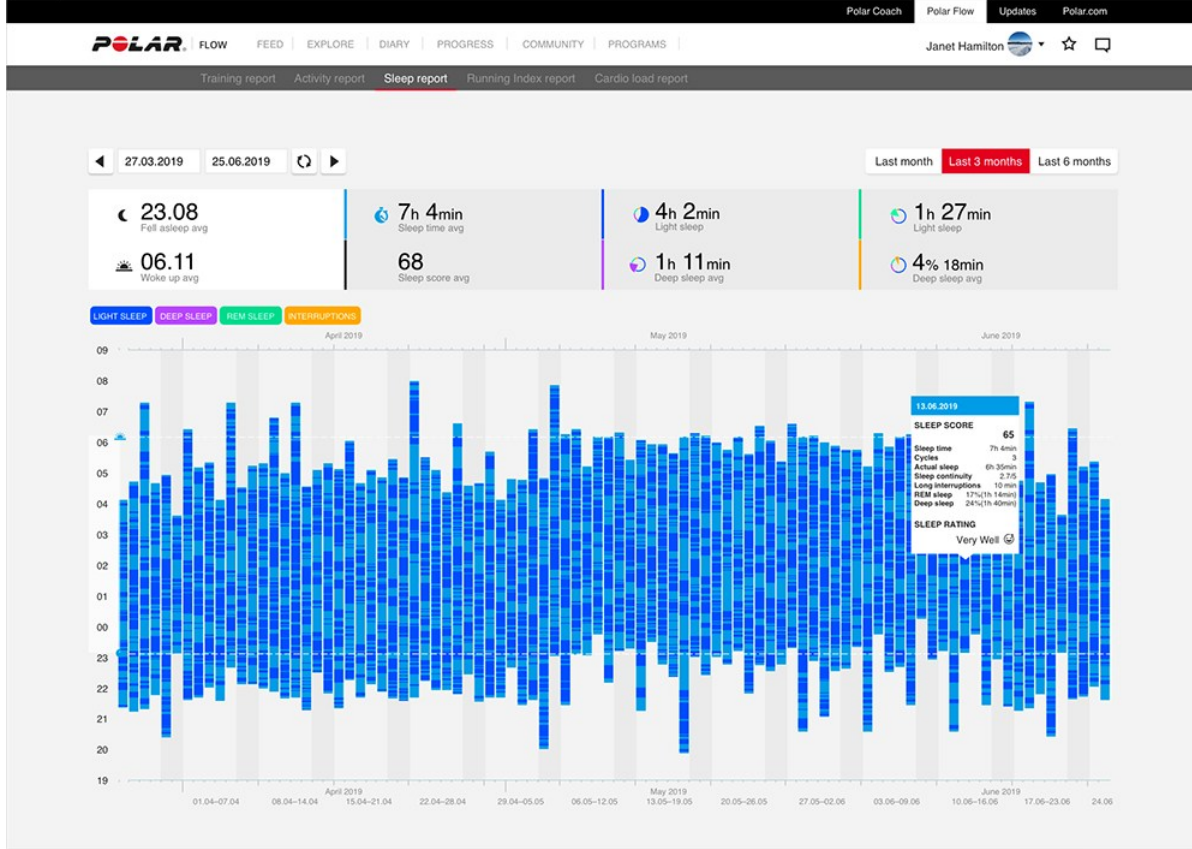 Polar Coach Polar Flow Updates Polar.com
POLAR. FLOW FEED EXPLORE DIARY PROGRESS COMMUNITY PROGRAMS Janet Hamilton
Training report Activity report Sleep report Running Index report Cardio load report
27.03.2019 25.06.2019 Last month Last 3 months Last 6 months
23.08 7h 4min 4h 2min 1h 27min
Fell asleep avg Sleep time avg Light sleep Light sleep
06.11 68 1h 11min 4% 18min
Woke up avg Sleep score avg Deep sleep avg Deep sleep avg
LIGHT SLEEP DEEP SLEEP REM SLEEP INTERRUPTIONS
April 2019 May 2019 June 2019
09
08
07
06
05
04
03
02
01
00
23
22
21
20
19
13.06.2019
SLEEP SCORE
65
Sleep time 7h 4min
Cycles 3
Actual sleep 6h 35min
Sleep continuity 2.7/5
Long interruptions 10 min
REM sleep 17%(1h 14min)
Deep sleep 24%(1h 40min)
SLEEP RATING
Very Well
April 2019 May 2019 June 2019
01.04–07.04 08.04–14.04 15.04–21.04 22.04–28.04 29.04–05.05 06.05–12.05 13.05–19.05 20.05–26.05 27.05–02.06 03.06–09.06 10.06–16.06 17.06–23.06 24.06